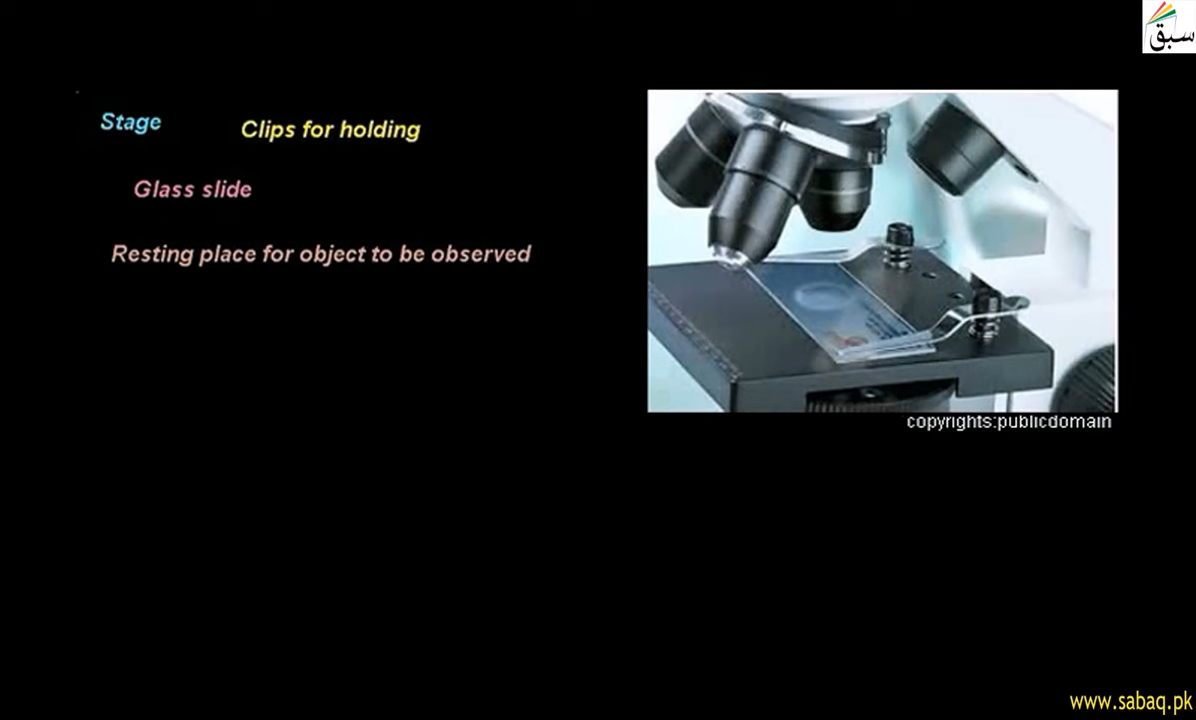 سبق
Stage
Clips for holding
Glass slide
Resting place for object to be observed
copyrights:publicdomain
www.sabaq.pk